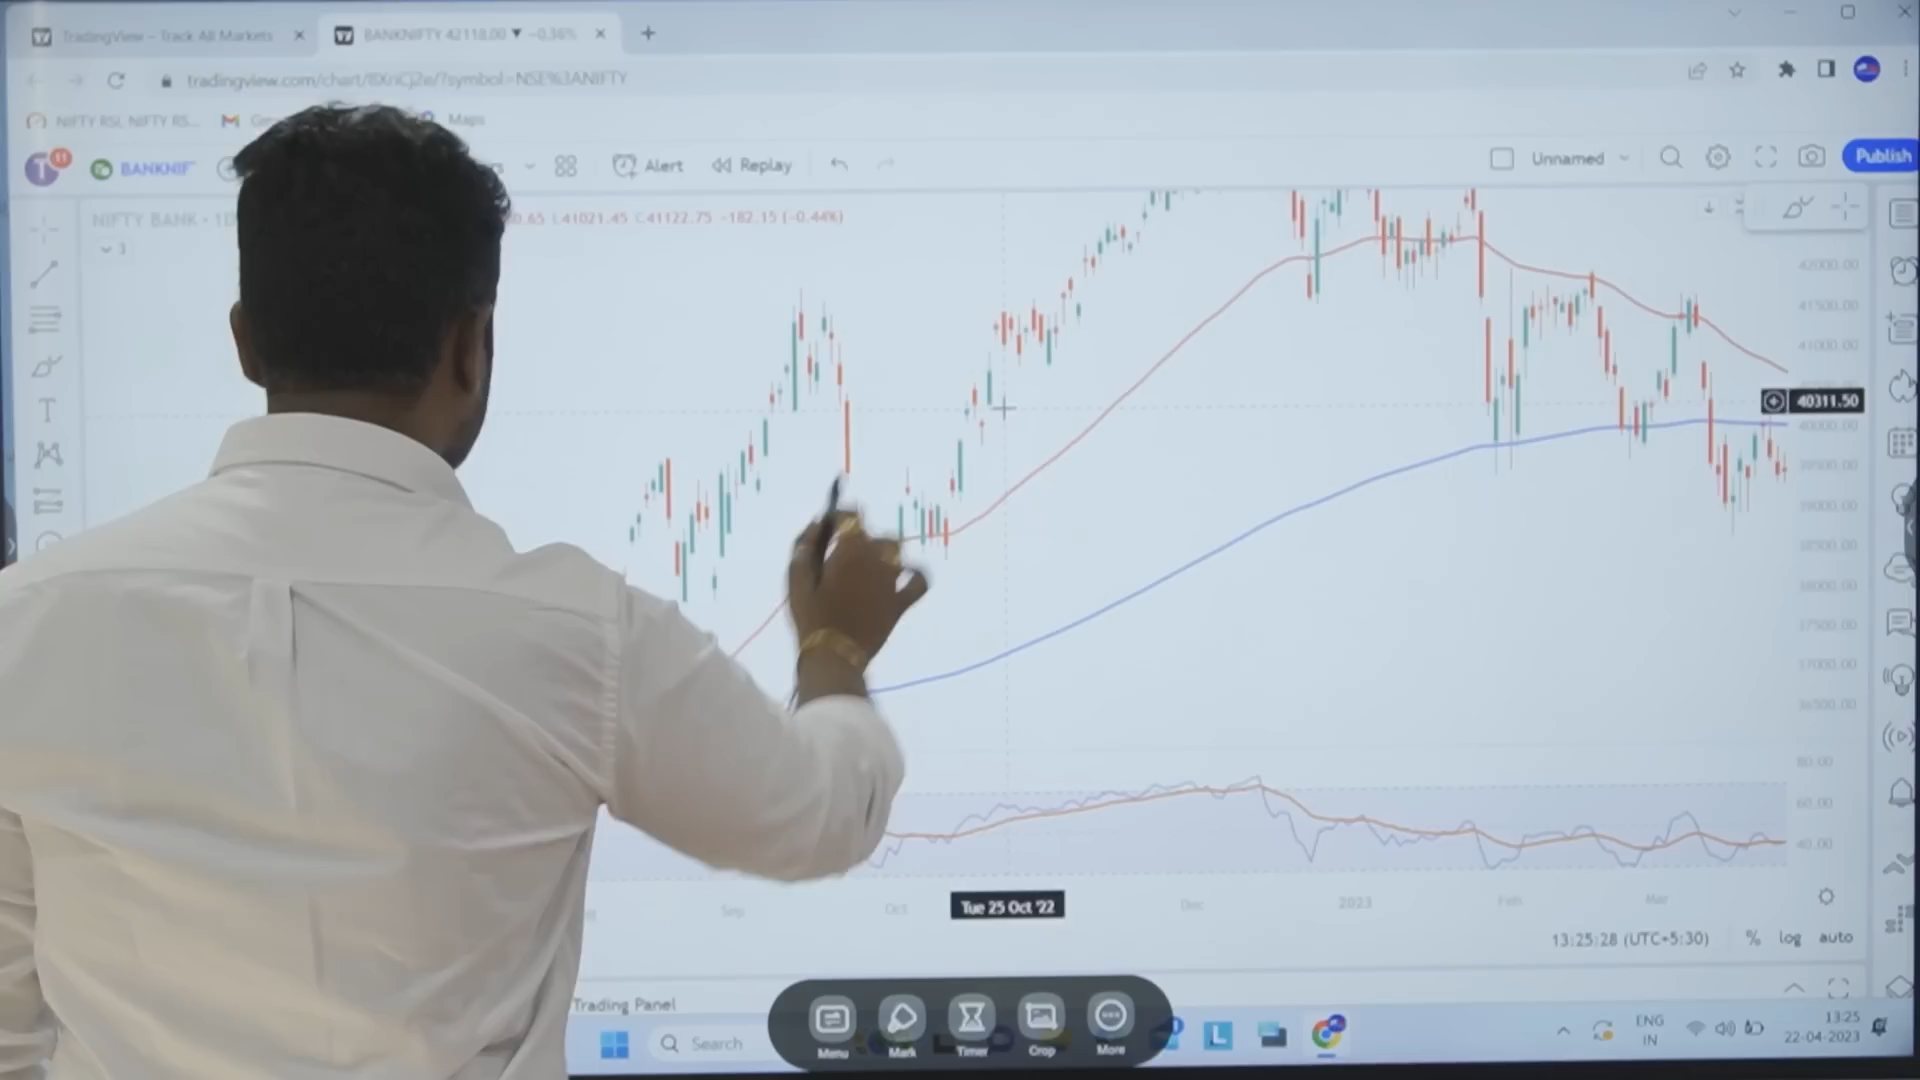 TradingView – Track All Markets
BANKNIFTY 42118.00 ▼ −0.36%
tradingview.com/chart/8XriCj2e/?symbol=NSE%3ANIFTY
NIFTY RSI, NIFTY RS...
Maps
T
11
BANKNIF
Alert
Replay
Unnamed
Publish
NIFTY BANK · 1D
0.65 L41021.45 C41122.75 −182.15 (−0.44%)
3
42000.00
41500.00
41000.00
40311.50
40000.00
39500.00
39000.00
38500.00
38000.00
37500.00
37000.00
36500.00
80.00
60.00
40.00
Sep
Oct
Tue 25 Oct '22
Dec
2023
Feb
Mar
13:25:28 (UTC+5:30)
%
log
auto
Trading Panel
Search
Menu
Mark
Timer
Crop
More
L
ENG
IN
13:25
22-04-2023